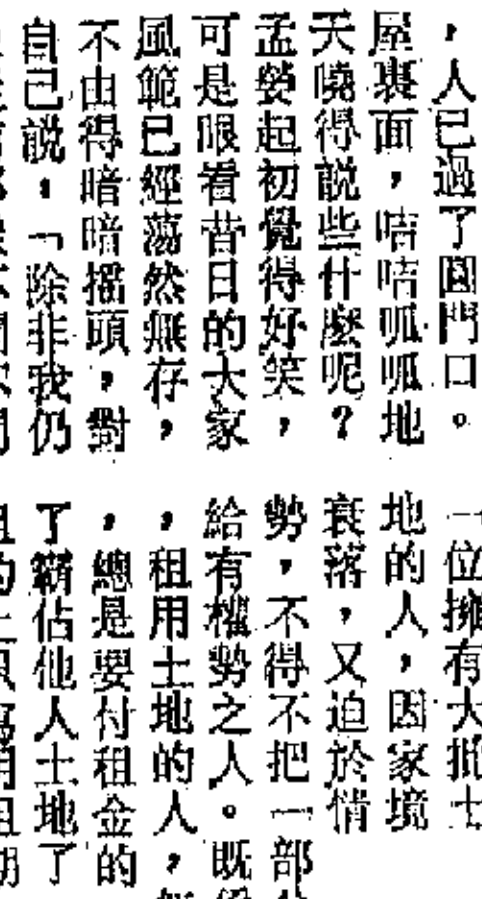 ，人已過了園門口。
屋裏面，咭咭呱呱地
天曉得說些什麼呢？
孟嫈起初覺得好笑，
可是眼看昔日的大家
風範已經蕩然無存，
不由得暗暗搖頭，對
自己説，「除非我仍
一位擁有大批土
地的人，因家境
衰落，又迫於情
勢，不得不把一部
給有權勢之人。既
，租用土地的人，
，總是要付租金的
了霸佔他人土地了